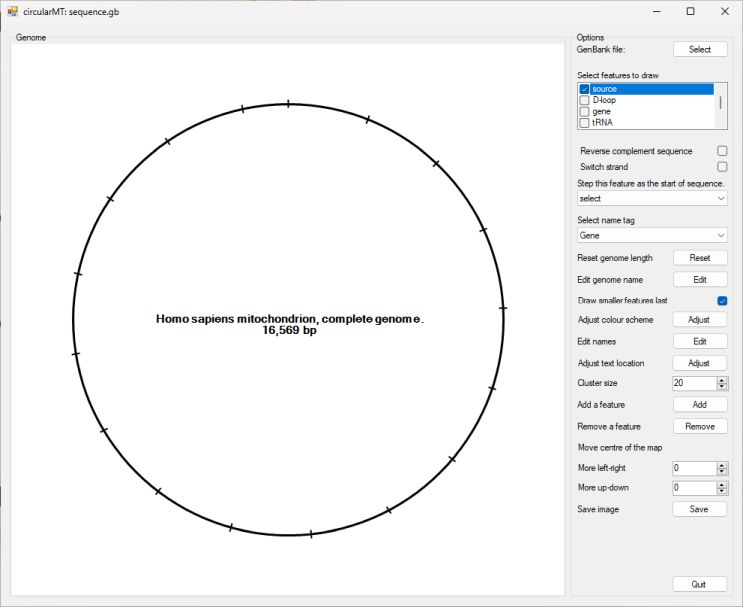 circularMT: sequence.gb
Genome
Homo sapiens mitochondrion, complete genome.
16,569 bp
Options
GenBank file:
Select
Select features to draw
source
D-loop
gene
tRNA
Reverse complement sequence
Switch strand
Step this feature as the start of sequence.
select
Select name tag
Gene
Reset genome length
Reset
Edit genome name
Edit
Draw smaller features last
Adjust colour scheme
Adjust
Edit names
Edit
Adjust text location
Adjust
Cluster size
20
Add a feature
Add
Remove a feature
Remove
Move centre of the map
More left-right
0
More up-down
0
Save image
Save
Quit